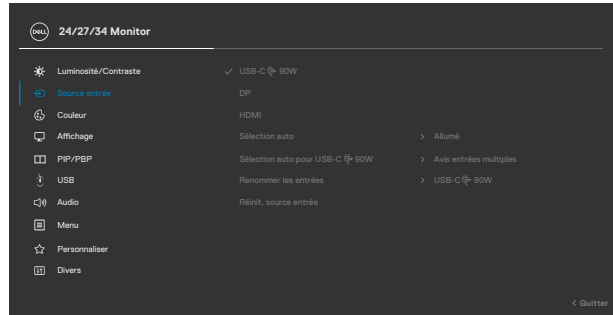 DELL 24/27/34 Monitor
Luminosité/Contraste USB-C 90W
Source entrée DP
Couleur HDMI
Affichage Sélection auto Allumé
PIP/PBP Sélection auto pour USB-C 90W Avis entrées multiples
USB Renommer les entrées USB-C 90W
Audio Réinit. source entrée
Menu
Personnaliser
Divers
Quitter